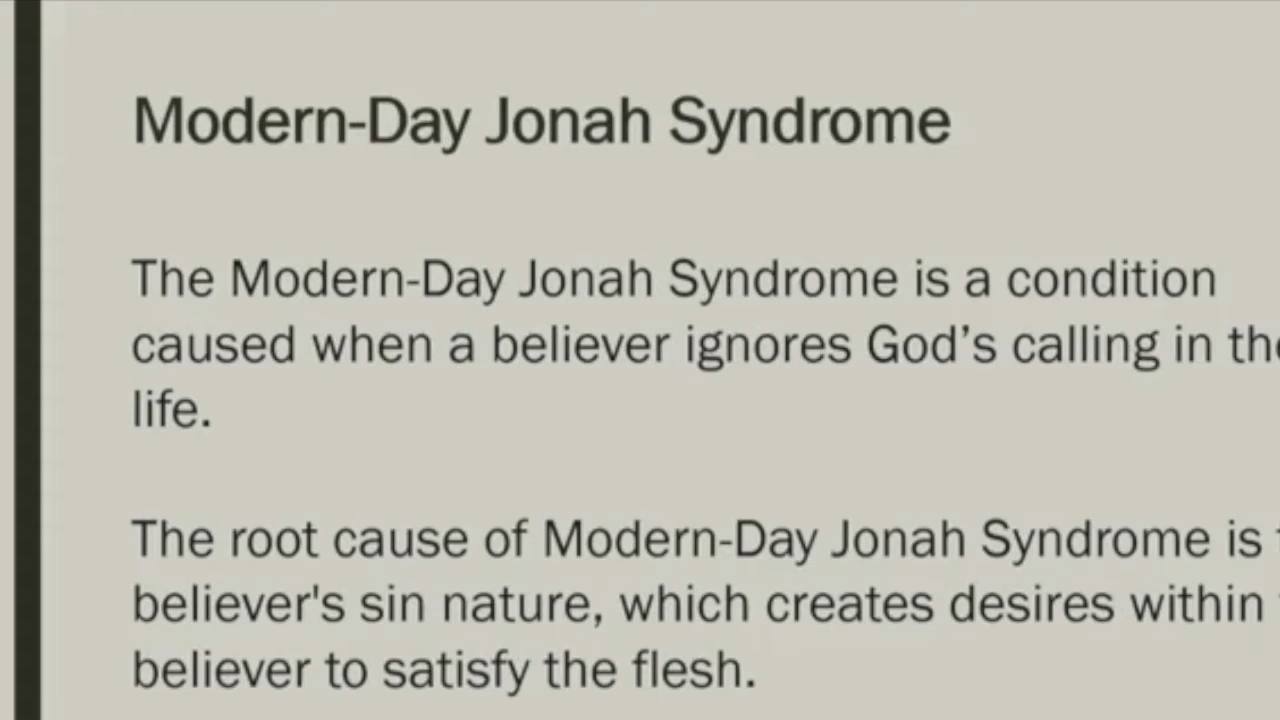 Modern-Day Jonah Syndrome
The Modern-Day Jonah Syndrome is a condition
caused when a believer ignores God’s calling in
life.
The root cause of Modern-Day Jonah Syndrome is
believer's sin nature, which creates desires within
believer to satisfy the flesh.